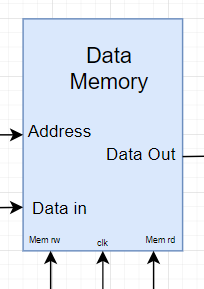 Data
Memory
Address
Data Out
Data in
Mem rw
clk
Mem rd